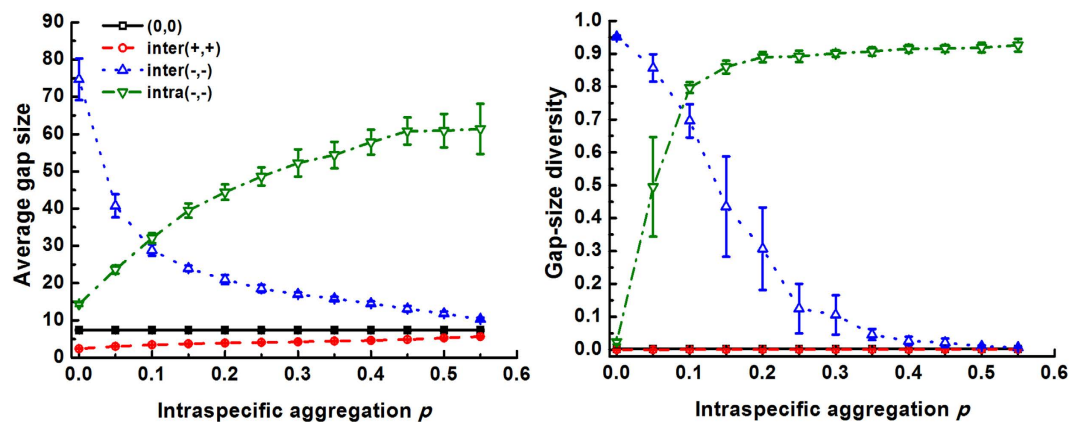 90
80
70
60
50
40
30
20
10
0
Average gap size
(0,0)
inter(+,+)
inter(-,-)
intra(-,-)
0.0 0.1 0.2 0.3 0.4 0.5 0.6
Intraspecific aggregation p
1.0
0.9
0.8
0.7
0.6
0.5
0.4
0.3
0.2
0.1
0.0
Gap-size diversity
0.0 0.1 0.2 0.3 0.4 0.5 0.6
Intraspecific aggregation p